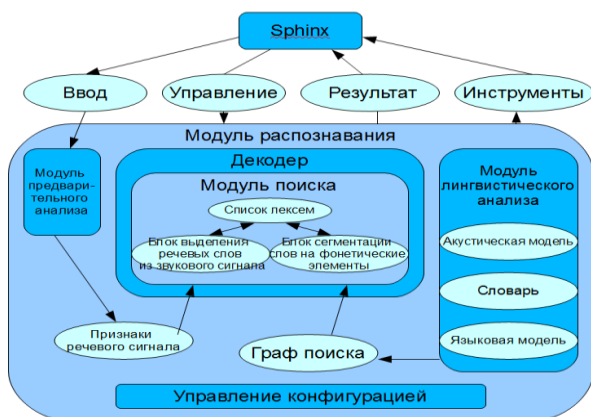 Sphinx
Ввод
Управление
Результат
Инструменты
Модуль распознавания
Модуль
предвари-
тельного
анализа
Декодер
Модуль поиска
Список лексем
Блок выделения
речевых слов
из звукового сигнала
Блок сегментации
слов на фонетические
элементы
Модуль
лингвистического
анализа
Акустическая модель
Словарь
Языковая модель
Признаки
речевого сигнала
Граф поиска
Управление конфигурацией